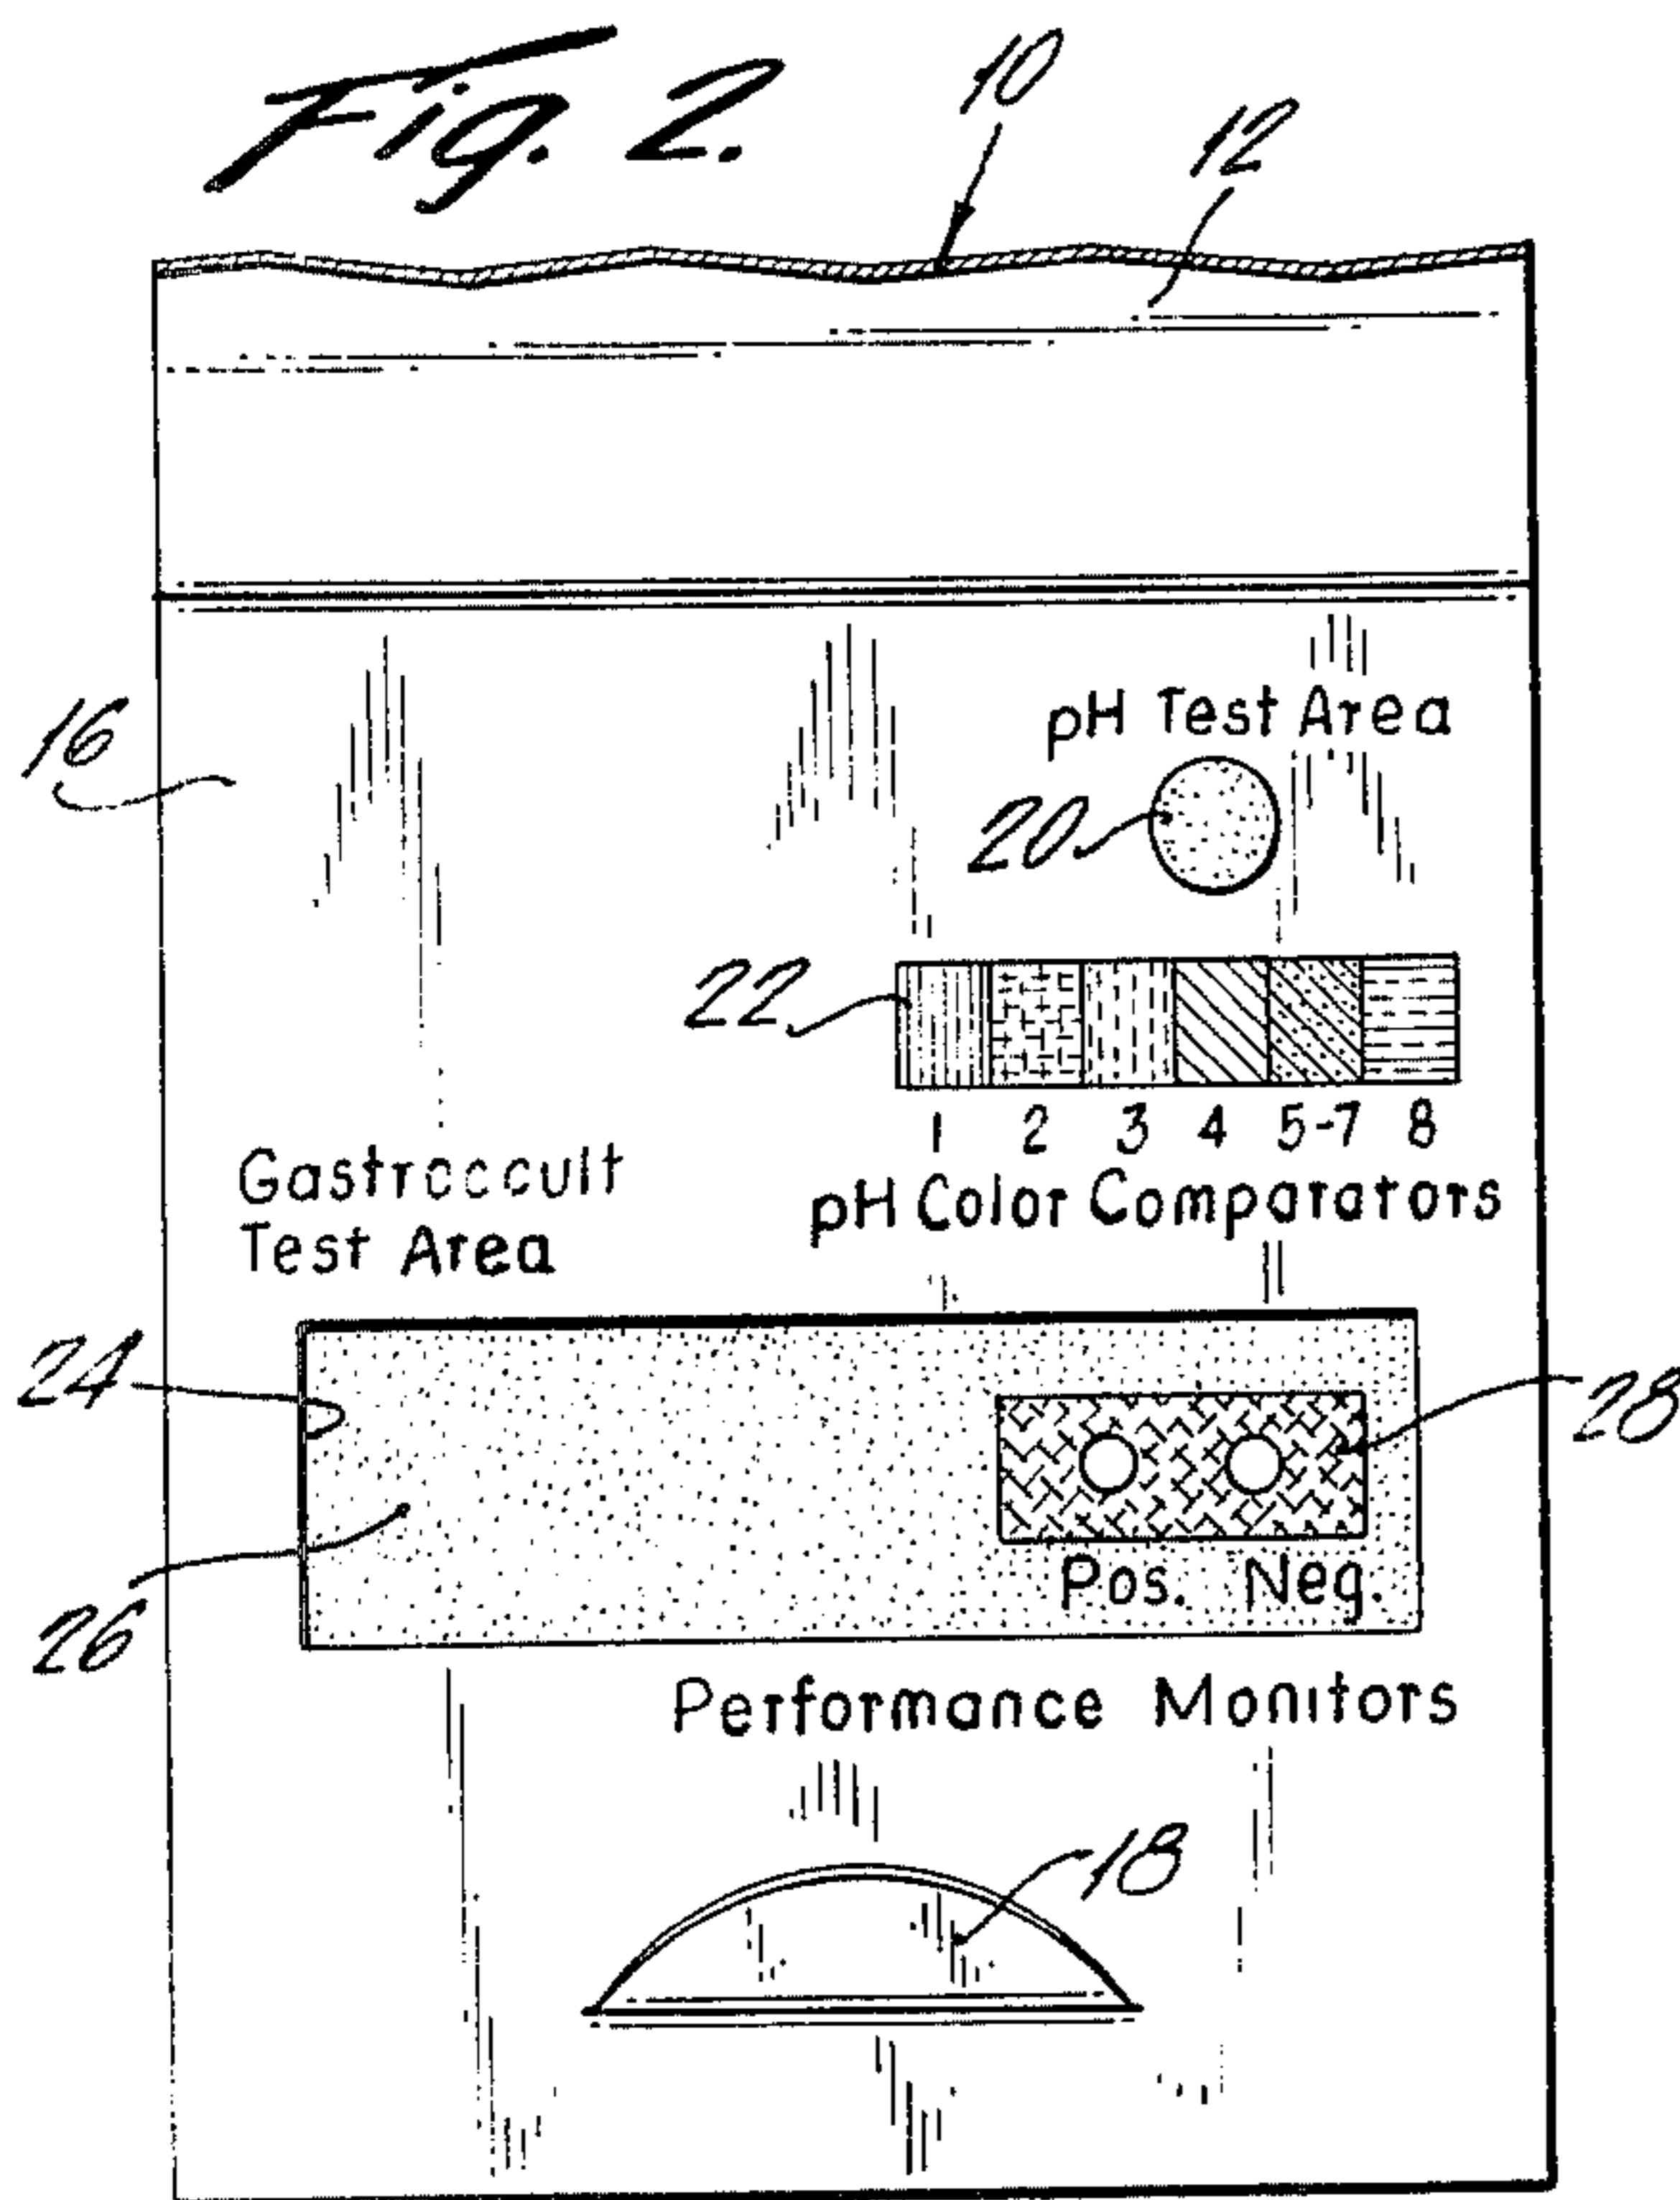 Fig. 2.
10
12
16
pH Test Area
20
22
1 2 3 4 5-7 8
pH Color Comparators
Gastroccult
Test Area
24
28
Pos. Neg.
26
Performance Monitors
18